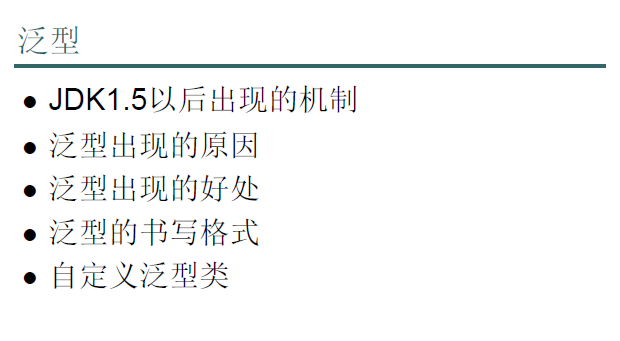 泛型
● JDK1.5以后出现的机制
● 泛型出现的原因
● 泛型出现的好处
● 泛型的书写格式
● 自定义泛型类